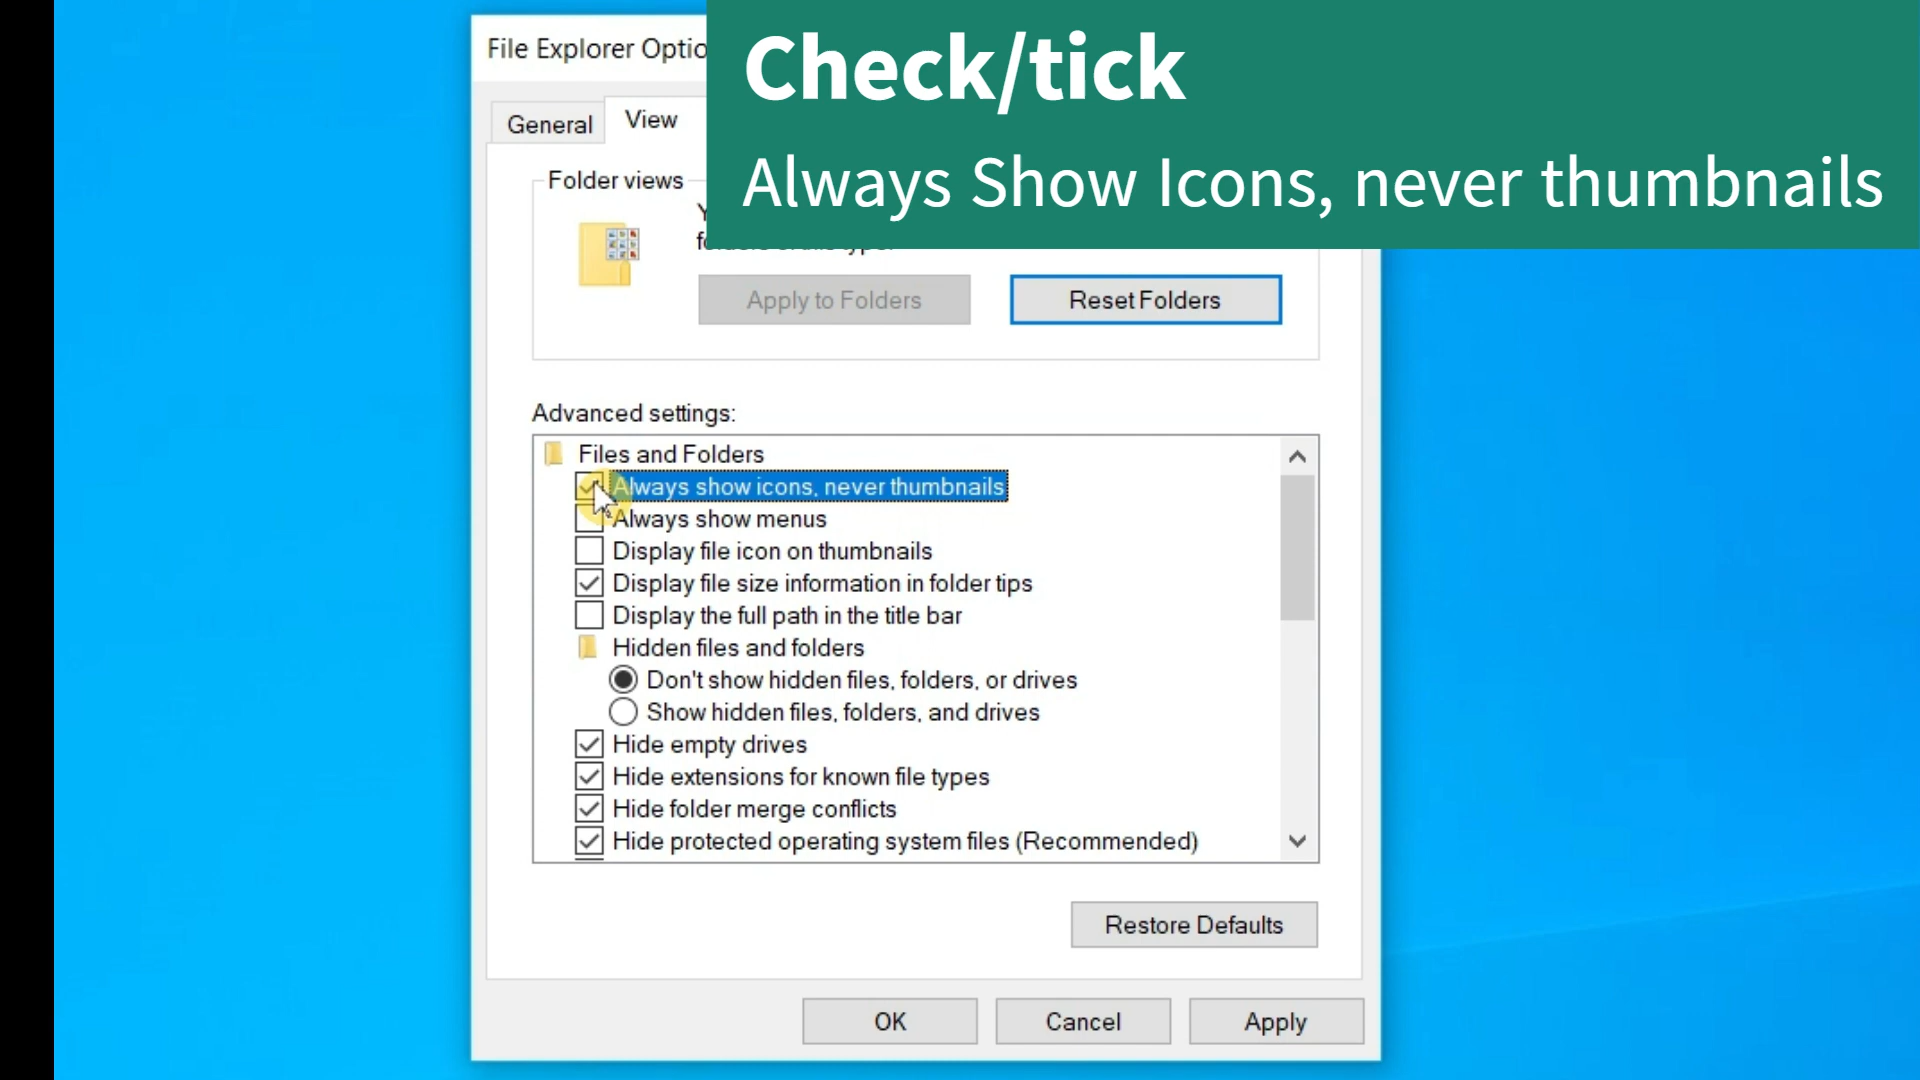 Check/tick
Always Show Icons, never thumbnails
File Explorer
General
View
Folder views
Apply to Folders
Reset Folders
Advanced settings:
Files and Folders
Always show icons, never thumbnails
Always show menus
Display file icon on thumbnails
Display file size information in folder tips
Display the full path in the title bar
Hidden files and folders
Don't show hidden files, folders, or drives
Show hidden files, folders, and drives
Hide empty drives
Hide extensions for known file types
Hide folder merge conflicts
Hide protected operating system files (Recommended)
Restore Defaults
OK
Cancel
Apply